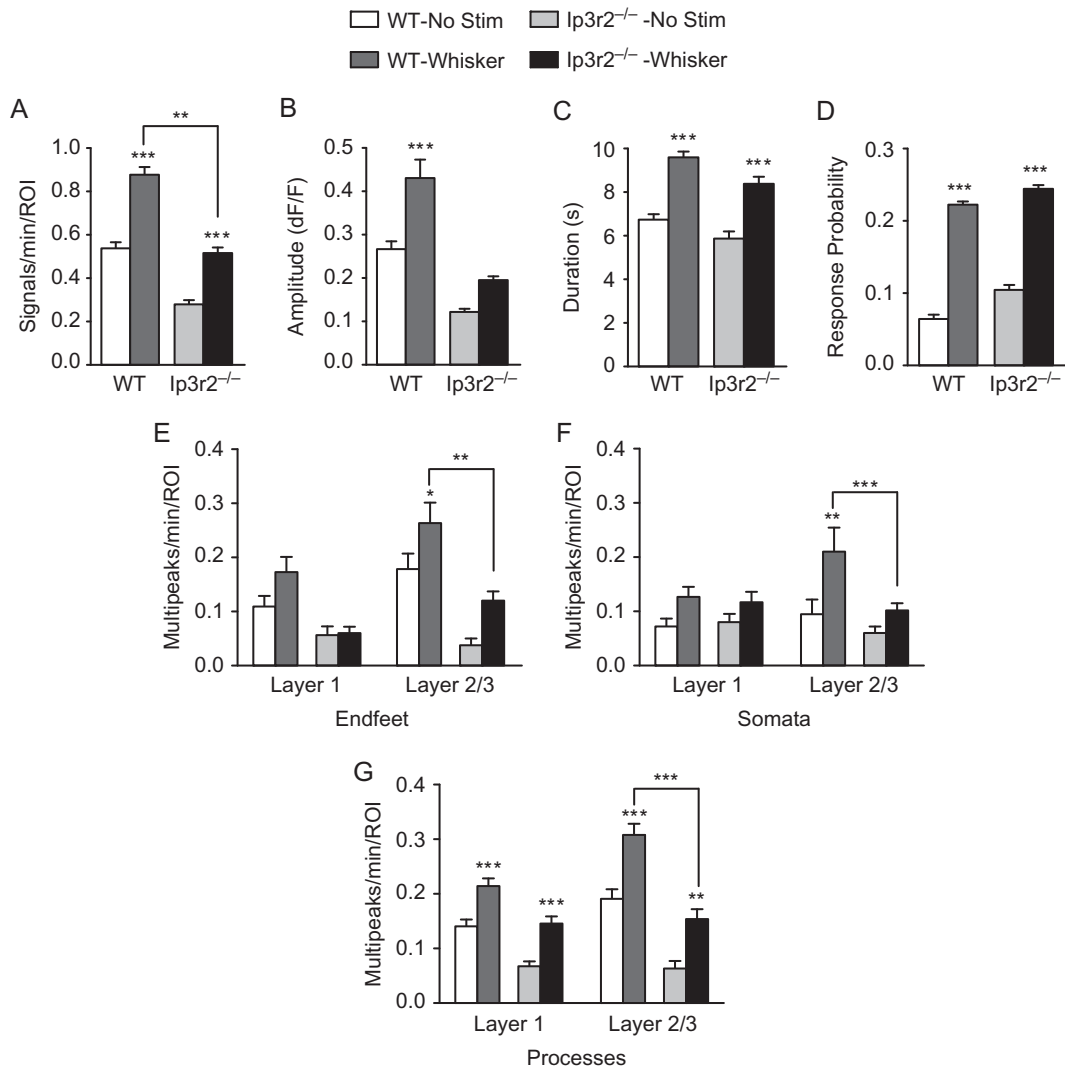 WT-No Stim Ip3r2−/− -No Stim
WT-Whisker Ip3r2−/− -Whisker
A
**
***
***
Signals/min/ROI
1.0
0.8
0.6
0.4
0.2
0.0
WT Ip3r2−/−
B
***
Amplitude (dF/F)
0.5
0.4
0.3
0.2
0.1
0.0
WT Ip3r2−/−
C
***
***
Duration (s)
10
8
6
4
2
0
WT Ip3r2−/−
D
***
***
Response Probability
0.3
0.2
0.1
0.0
WT Ip3r2−/−
E
**
*
Multipeaks/min/ROI
0.4
0.3
0.2
0.1
0.0
Layer 1 Layer 2/3
Endfeet
F
***
**
Multipeaks/min/ROI
0.4
0.3
0.2
0.1
0.0
Layer 1 Layer 2/3
Somata
G
***
***
***
***
**
Multipeaks/min/ROI
0.4
0.3
0.2
0.1
0.0
Layer 1 Layer 2/3
Processes